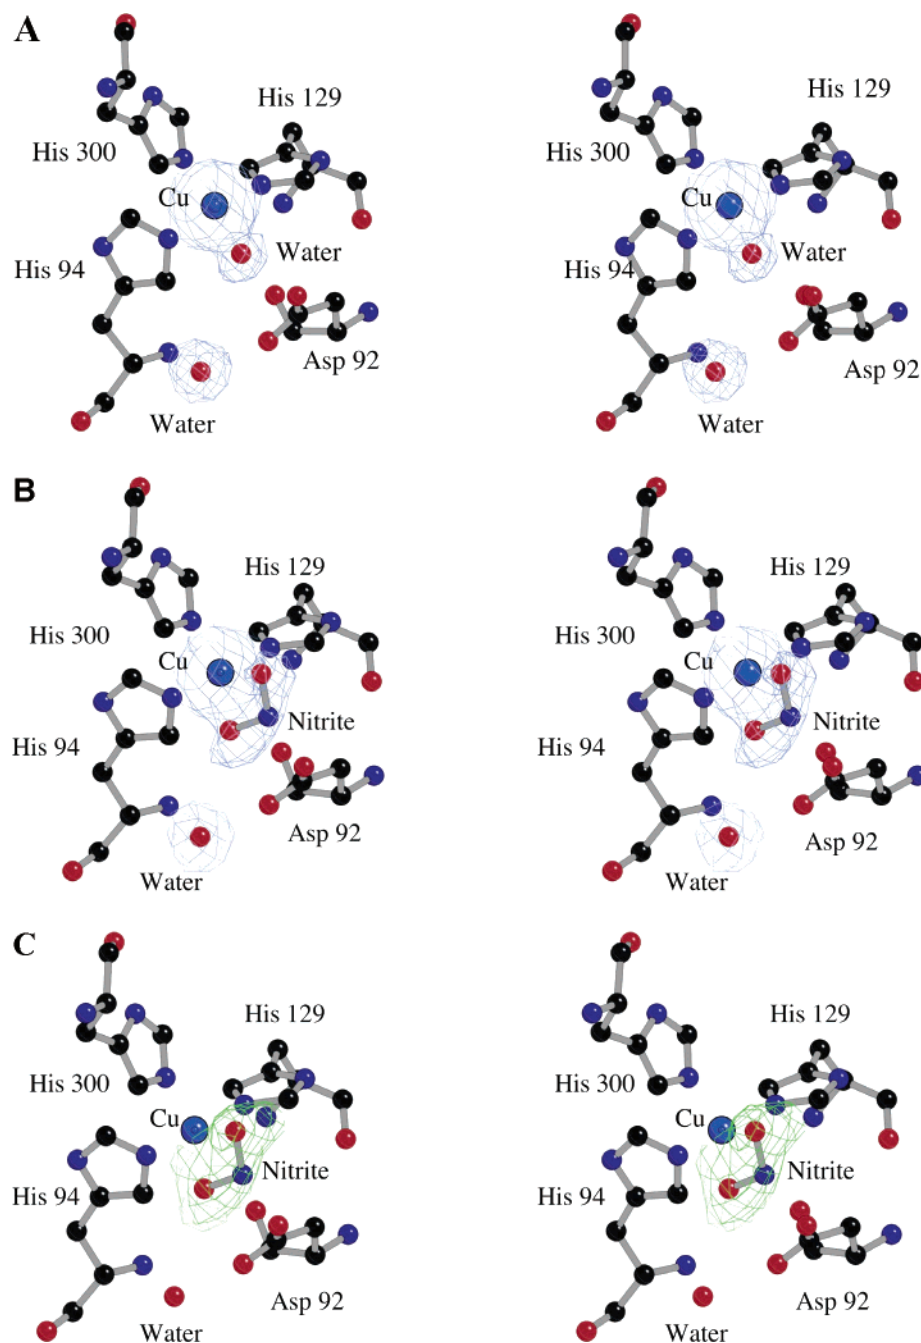 A
His 129 His 129
His 300 His 300
Cu Cu
Water Water
His 94 His 94
Asp 92 Asp 92
Water Water
B
His 129 His 129
His 300 His 300
Cu Cu
Nitrite Nitrite
His 94 His 94
Asp 92 Asp 92
Water Water
C
His 129 His 129
His 300 His 300
Cu Cu
Nitrite Nitrite
His 94 His 94
Asp 92 Asp 92
Water Water